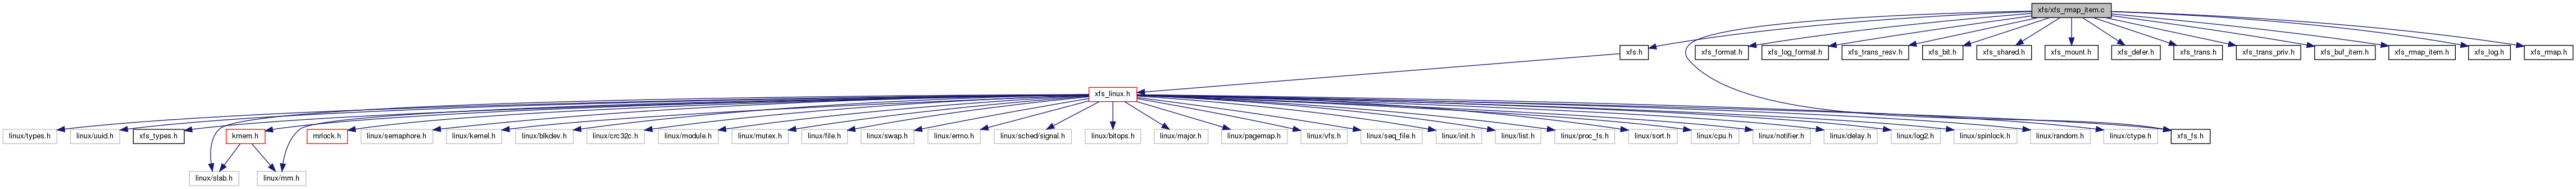 xfs/xfs_rmap_item.c
xfs.h
xfs_format.h
xfs_log_format.h
xfs_trans_resv.h
xfs_bit.h
xfs_shared.h
xfs_mount.h
xfs_defer.h
xfs_trans.h
xfs_trans_priv.h
xfs_buf_item.h
xfs_rmap_item.h
xfs_log.h
xfs_rmap.h
xfs_linux.h
linux/types.h
linux/uuid.h
xfs_types.h
kmem.h
mrlock.h
linux/semaphore.h
linux/kernel.h
linux/blkdev.h
linux/crc32c.h
linux/module.h
linux/mutex.h
linux/file.h
linux/swap.h
linux/errno.h
linux/sched/signal.h
linux/bitops.h
linux/major.h
linux/pagemap.h
linux/vfs.h
linux/seq_file.h
linux/init.h
linux/list.h
linux/proc_fs.h
linux/sort.h
linux/cpu.h
linux/notifier.h
linux/delay.h
linux/log2.h
linux/spinlock.h
linux/random.h
linux/ctype.h
xfs_fs.h
linux/slab.h
linux/mm.h